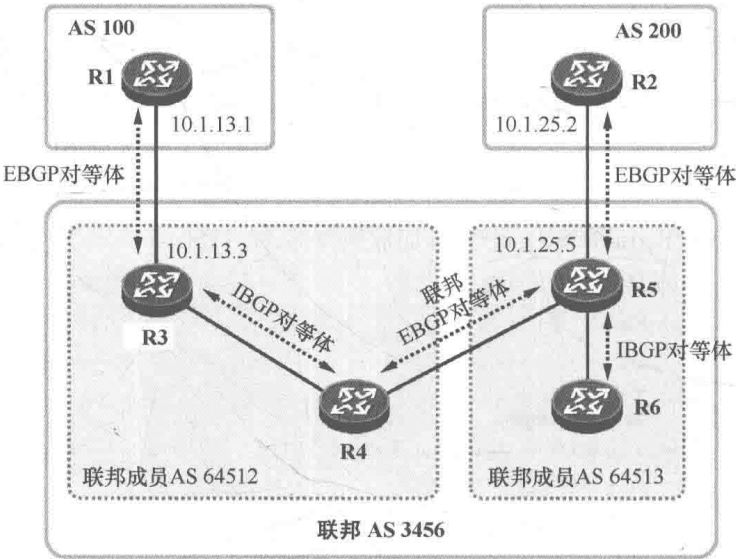 AS 100
AS 200
R1
R2
10.1.13.1
10.1.25.2
EBGP对等体
EBGP对等体
10.1.13.3
10.1.25.5
R3
IBGP对等体
联邦
EBGP对等体
R5
IBGP对等体
R4
R6
联邦成员AS 64512
联邦成员AS 64513
联邦 AS 3456